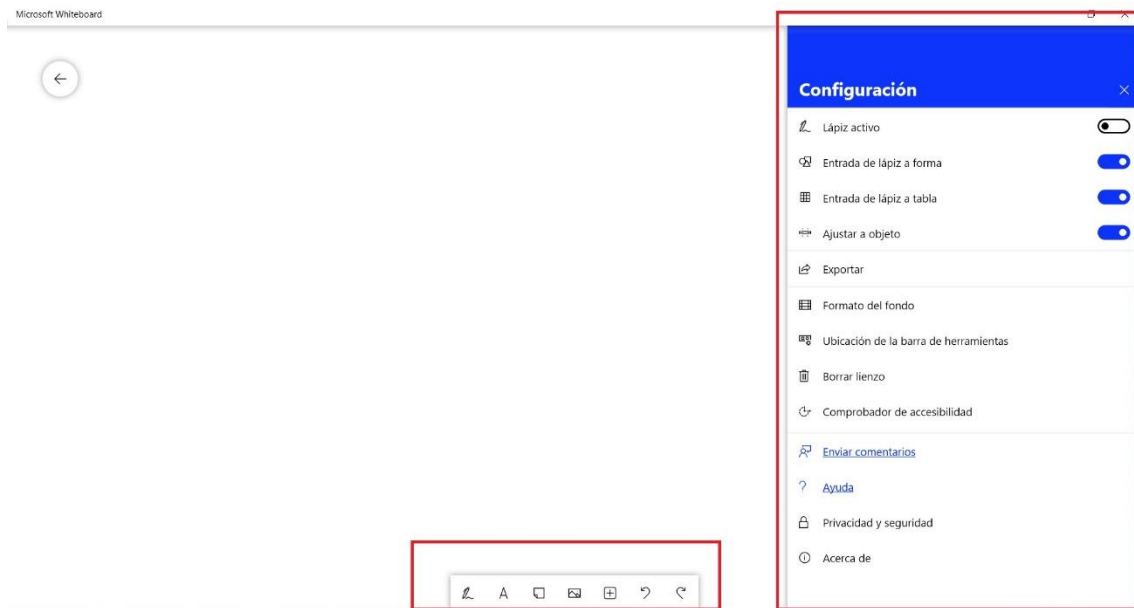 Microsoft Whiteboard
Configuración
Lápiz activo
Entrada de lápiz a forma
Entrada de lápiz a tabla
Ajustar a objeto
Exportar
Formato del fondo
Ubicación de la barra de herramientas
Borrar lienzo
Comprobador de accesibilidad
Enviar comentarios
Ayuda
Privacidad y seguridad
Acerca de